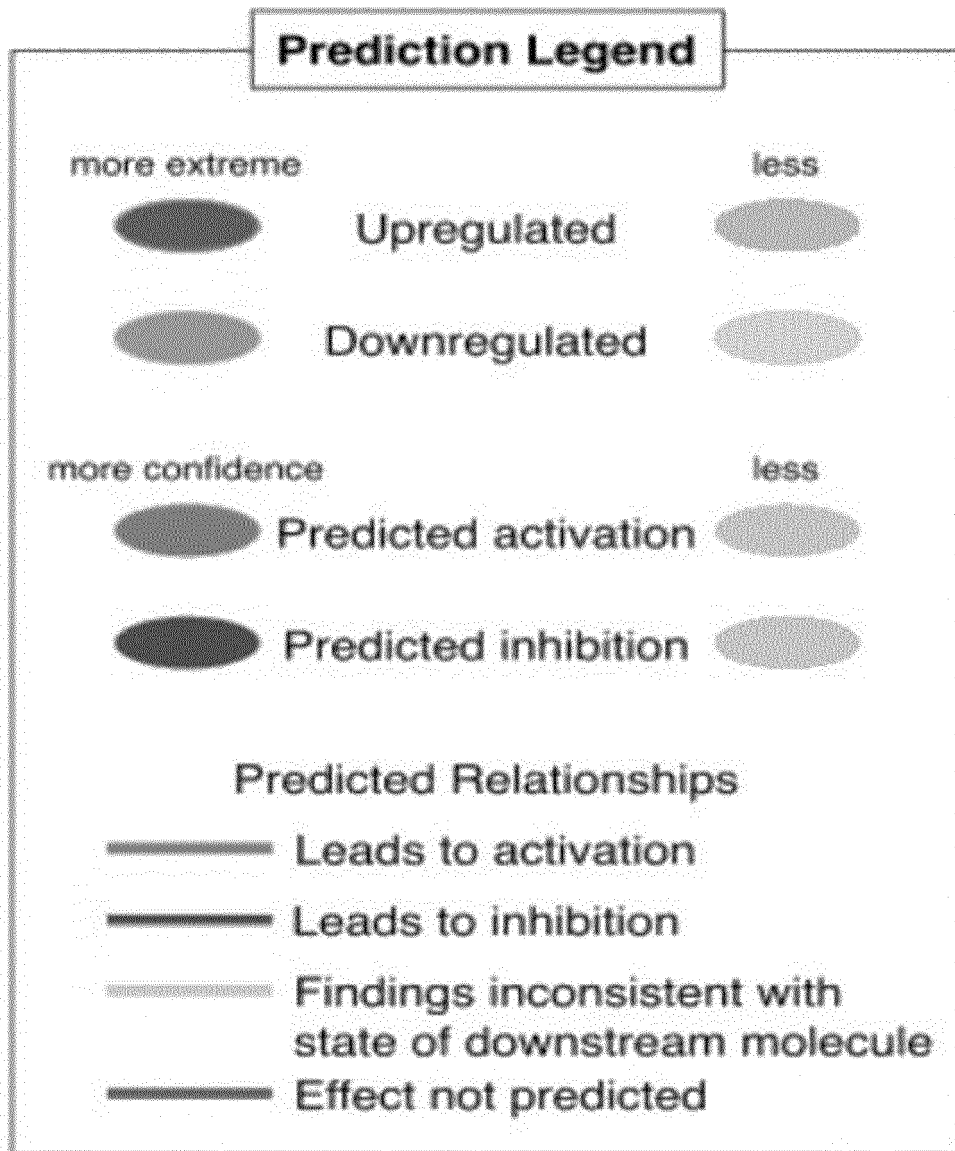 Prediction Legend
more extreme less
Upregulated
Downregulated
more confidence less
Predicted activation
Predicted inhibition
Predicted Relationships
Leads to activation
Leads to inhibition
Findings inconsistent with
state of downstream molecule
Effect not predicted